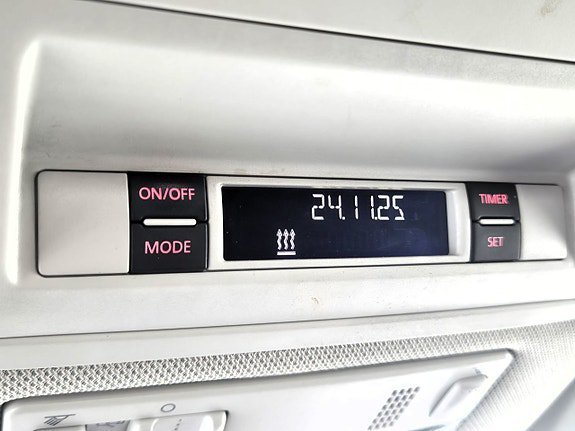 ON/OFF
MODE
24.11.25
TIMER
SET